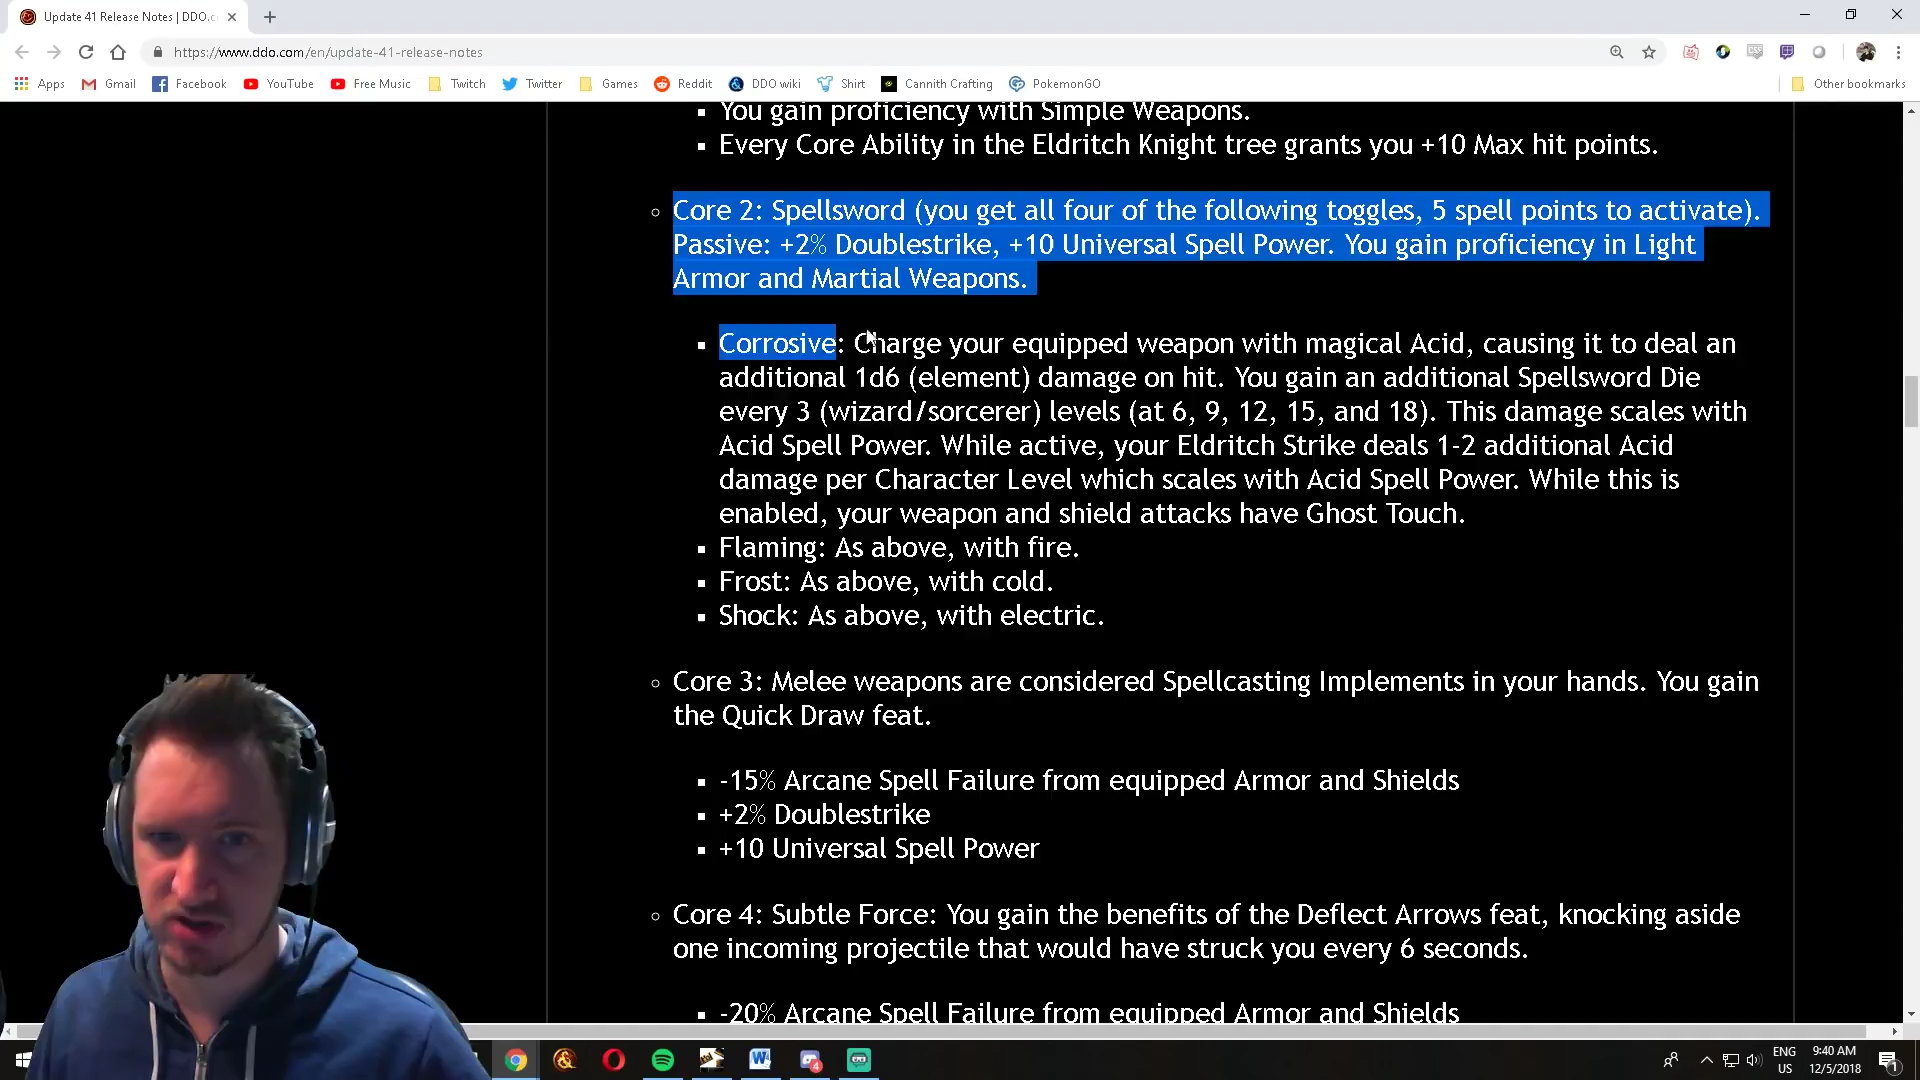 Update 41 Release Notes | DDO.c
https://www.ddo.com/en/update-41-release-notes
Apps Gmail Facebook YouTube Free Music Twitch Twitter Games Reddit DDO wiki Shirt Cannith Crafting PokemonGO Other bookmarks
You gain proficiency with Simple Weapons.
Every Core Ability in the Eldritch Knight tree grants you +10 Max hit points.
Core 2: Spellsword (you get all four of the following toggles, 5 spell points to activate).
Passive: +2% Doublestrike, +10 Universal Spell Power. You gain proficiency in Light
Armor and Martial Weapons.
Corrosive: Charge your equipped weapon with magical Acid, causing it to deal an
additional 1d6 (element) damage on hit. You gain an additional Spellsword Die
every 3 (wizard/sorcerer) levels (at 6, 9, 12, 15, and 18). This damage scales with
Acid Spell Power. While active, your Eldritch Strike deals 1-2 additional Acid
damage per Character Level which scales with Acid Spell Power. While this is
enabled, your weapon and shield attacks have Ghost Touch.
Flaming: As above, with fire.
Frost: As above, with cold.
Shock: As above, with electric.
Core 3: Melee weapons are considered Spellcasting Implements in your hands. You gain
the Quick Draw feat.
-15% Arcane Spell Failure from equipped Armor and Shields
+2% Doublestrike
+10 Universal Spell Power
Core 4: Subtle Force: You gain the benefits of the Deflect Arrows feat, knocking aside
one incoming projectile that would have struck you every 6 seconds.
-20% Arcane Spell Failure from equipped Armor and Shields
ENG
US
9:40 AM
12/5/2018
4
1